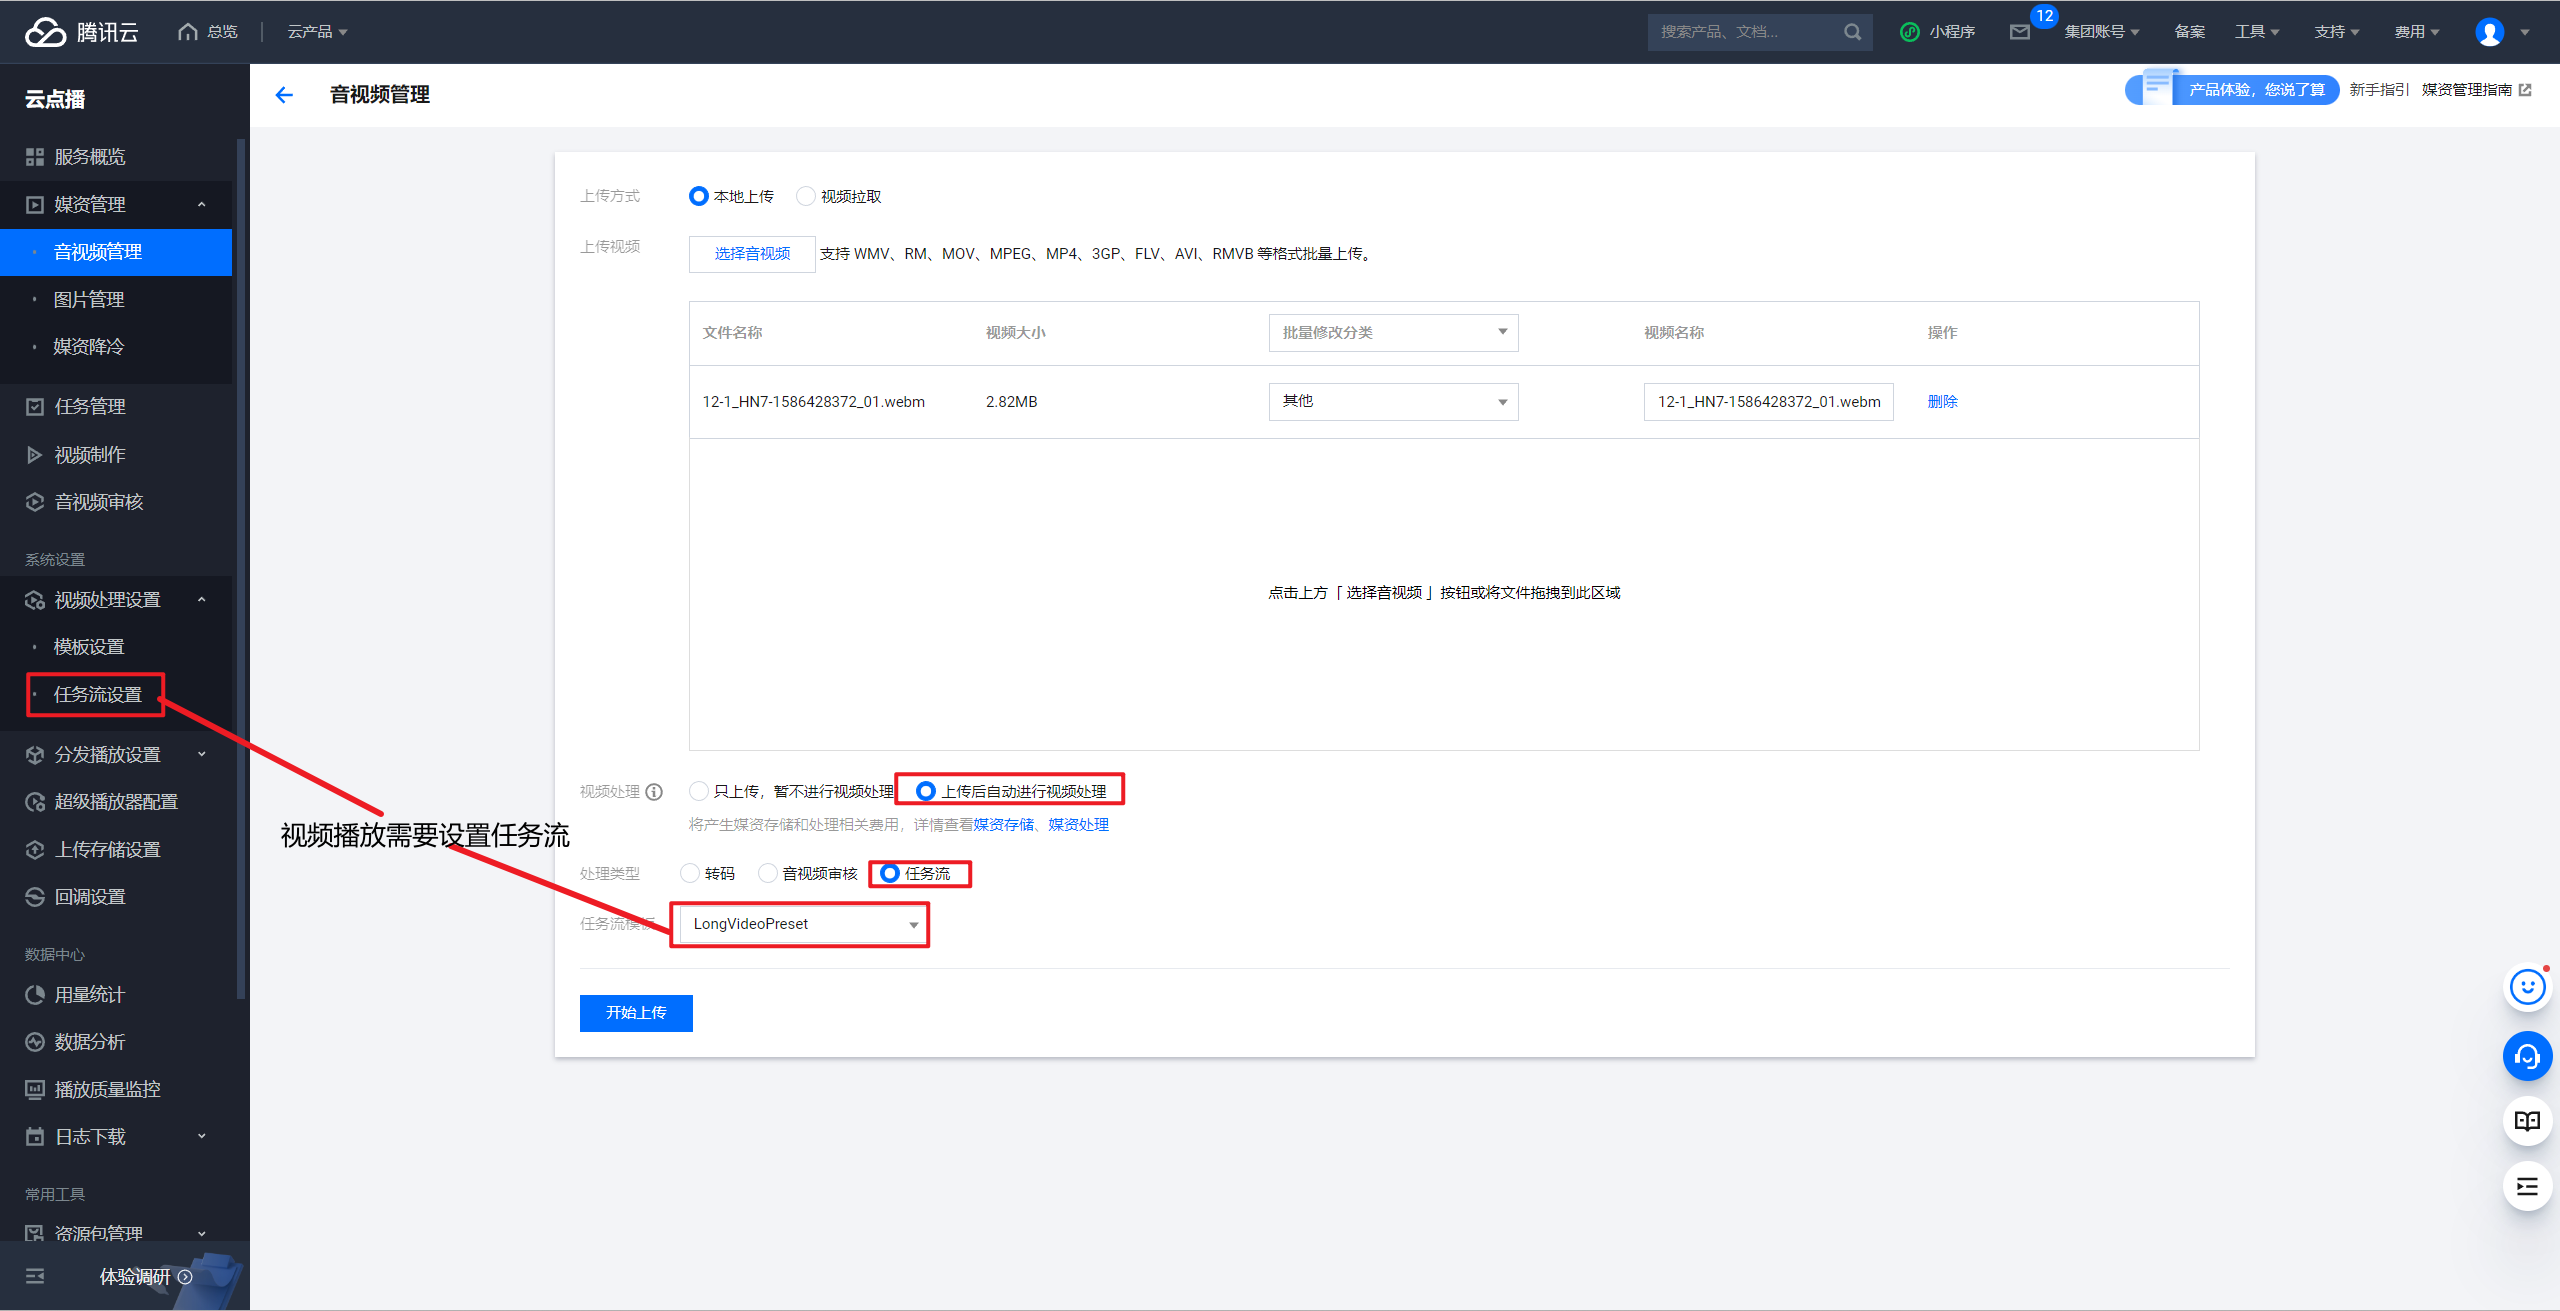 腾讯云 总览 云产品 搜索产品、文档... 小程序 12 集团账号 备案 工具 支持 费用
云点播
音视频管理
产品体验，您说了算 新手指引 媒资管理指南
服务概览
媒资管理
音视频管理
图片管理
媒资降冷
任务管理
视频制作
音视频审核
系统设置
视频处理设置
模板设置
任务流设置
分发播放设置
超级播放器配置
上传存储设置
回调设置
数据中心
用量统计
数据分析
播放质量监控
日志下载
常用工具
资源包管理
体验调研
上传方式 本地上传 视频拉取
上传视频 选择音视频 支持 WMV、RM、MOV、MPEG、MP4、3GP、FLV、AVI、RMVB 等格式批量上传。
文件名称 视频大小 批量修改分类 视频名称 操作
12-1_HN7-1586428372_01.webm 2.82MB 其他 12-1_HN7-1586428372_01.webm 删除
点击上方「 选择音视频 」按钮或将文件拖拽到此区域
视频处理 只上传，暂不进行视频处理 上传后自动进行视频处理
将产生媒资存储和处理相关费用，详情查看媒资存储、媒资处理
视频播放需要设置任务流
处理类型 转码 音视频审核 任务流
任务流模板 LongVideoPreset
开始上传